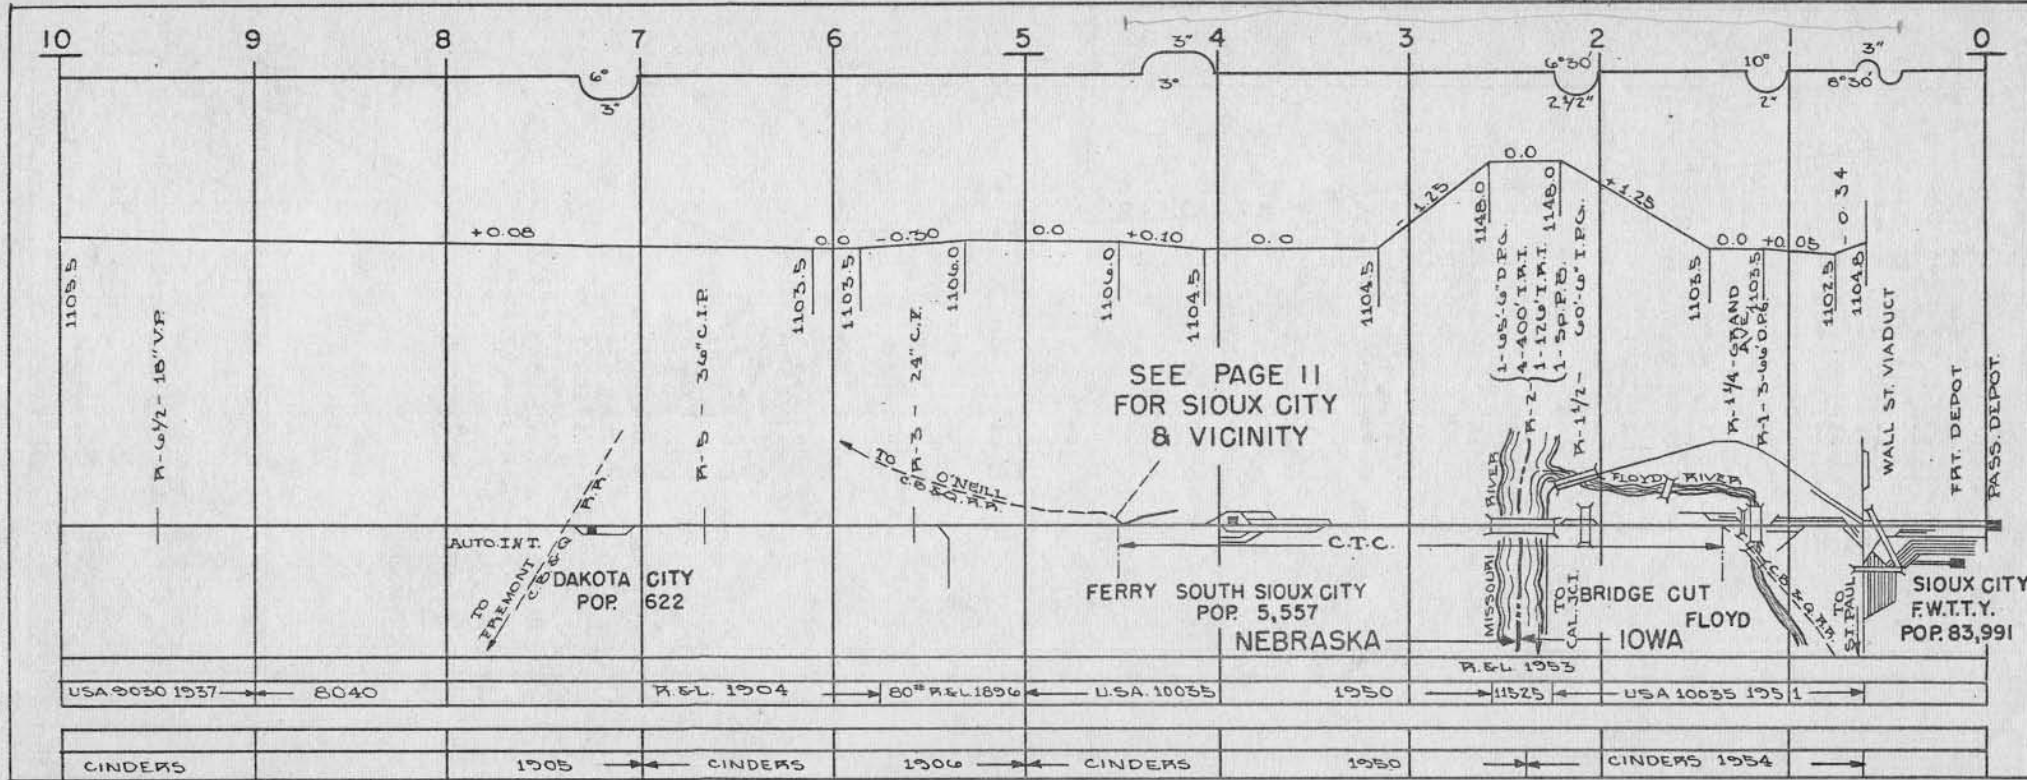 10 9 8 7 6 5 4 3 2 1 0
6° 3" 3" 3° 6°30' 2 1/2" 10° 2" 3" 8°30'
+0.08 0.0 -0.30 0.0 +0.10 0.0 -1.25 0.0 +1.25 0.0 +0.05 -0.34
1105.5 1103.5 1103.5 1106.0 1106.0 1104.5 1104.5 1148.0 1148.0 1103.5 1103.5 1102.5 1104.8
R-6 1/2 - 18" V.P.
R-5 - 36" C.I.P.
R-3 - 24" C.P.
R-2-
1-65'-6" D.P.G.
4-400' I.R.I.
1-126' I.R.I.
1-5p. P.B.
R-1 1/2 - 60'-6" I.P.G.
R-1 1/4 - GRAND AVE.
R-1-3-66' D.P.G.
WALL ST. VIADUCT
FRT. DEPOT
PASS. DEPOT.
SEE PAGE 11
FOR SIOUX CITY
& VICINITY
TO O'NEILL
C.B.& Q. R.R.
MISSOURI RIVER
FLOYD RIVER
AUTO. INT.
TO FREMONT
C.B.& Q. R.R.
DAKOTA CITY
POP. 622
C.T.C.
FERRY
SOUTH SIOUX CITY
POP. 5,557
TO CAL. JCT.
BRIDGE CUT
FLOYD
C.B.& Q. R.R.
TO ST. PAUL
SIOUX CITY
F.W.T.T.Y.
POP. 83,991
NEBRASKA IOWA
R.&L. 1953
USA.9030 1937 8040 R.&L. 1904 80# R.&L.1896 U.S.A. 10035 1950 11525 USA 10035 1951
CINDERS 1905 CINDERS 1906 CINDERS 1950 CINDERS 1954